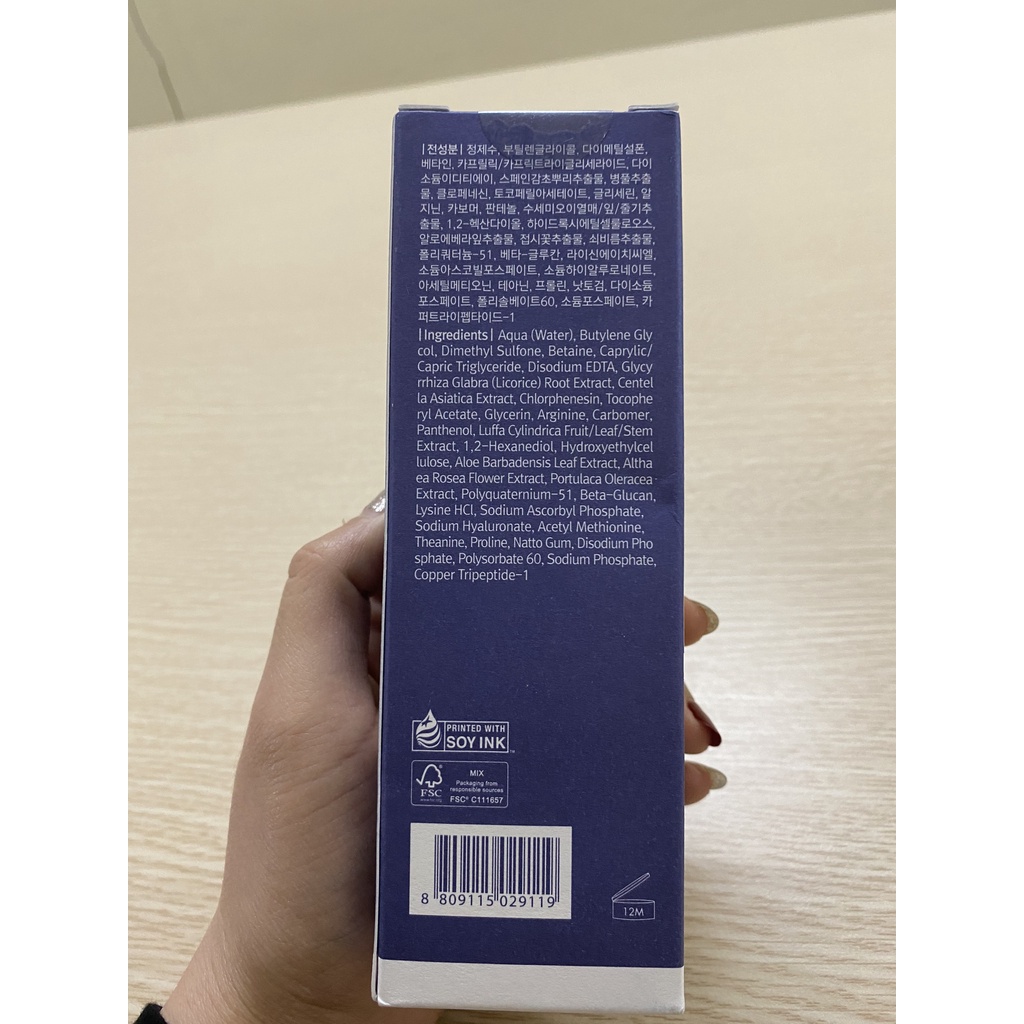 |전성분| 정제수, 부틸렌글라이콜, 다이메틸설폰,
베타인, 카프릴릭/카프릭트라이글리세라이드, 다이
소듐이디티에이, 스페인감초뿌리추출물, 병풀추출
물, 클로페네신, 토코페릴아세테이트, 글리세린, 알
지닌, 카보머, 판테놀, 수세미오이열매/잎/줄기추
출물, 1,2-헥산다이올, 하이드록시에틸셀룰로오스,
알로에베라잎추출물, 접시꽃추출물, 쇠비름추출물,
폴리쿼터늄-51, 베타-글루칸, 라이신에이치씨엘,
소듐아스코빌포스페이트, 소듐하이알루로네이트,
아세틸메티오닌, 테아닌, 프롤린, 낫토검, 다이소듐
포스페이트, 폴리솔베이트60, 소듐포스페이트, 카
퍼트라이펩타이드-1
|Ingredients| Aqua (Water), Butylene Gly
col, Dimethyl Sulfone, Betaine, Caprylic/
Capric Triglyceride, Disodium EDTA, Glycy
rrhiza Glabra (Licorice) Root Extract, Centel
la Asiatica Extract, Chlorphenesin, Tocophe
ryl Acetate, Glycerin, Arginine, Carbomer,
Panthenol, Luffa Cylindrica Fruit/Leaf/Stem
Extract, 1,2-Hexanediol, Hydroxyethylcel
lulose, Aloe Barbadensis Leaf Extract, Altha
ea Rosea Flower Extract, Portulaca Oleracea
Extract, Polyquaternium-51, Beta-Glucan,
Lysine HCl, Sodium Ascorbyl Phosphate,
Sodium Hyaluronate, Acetyl Methionine,
Theanine, Proline, Natto Gum, Disodium Pho
sphate, Polysorbate 60, Sodium Phosphate,
Copper Tripeptide-1
PRINTED WITH
SOY INK™
FSC®
MIX
Packaging from
responsible sources
FSC® C111657
8 809115 029119
12M